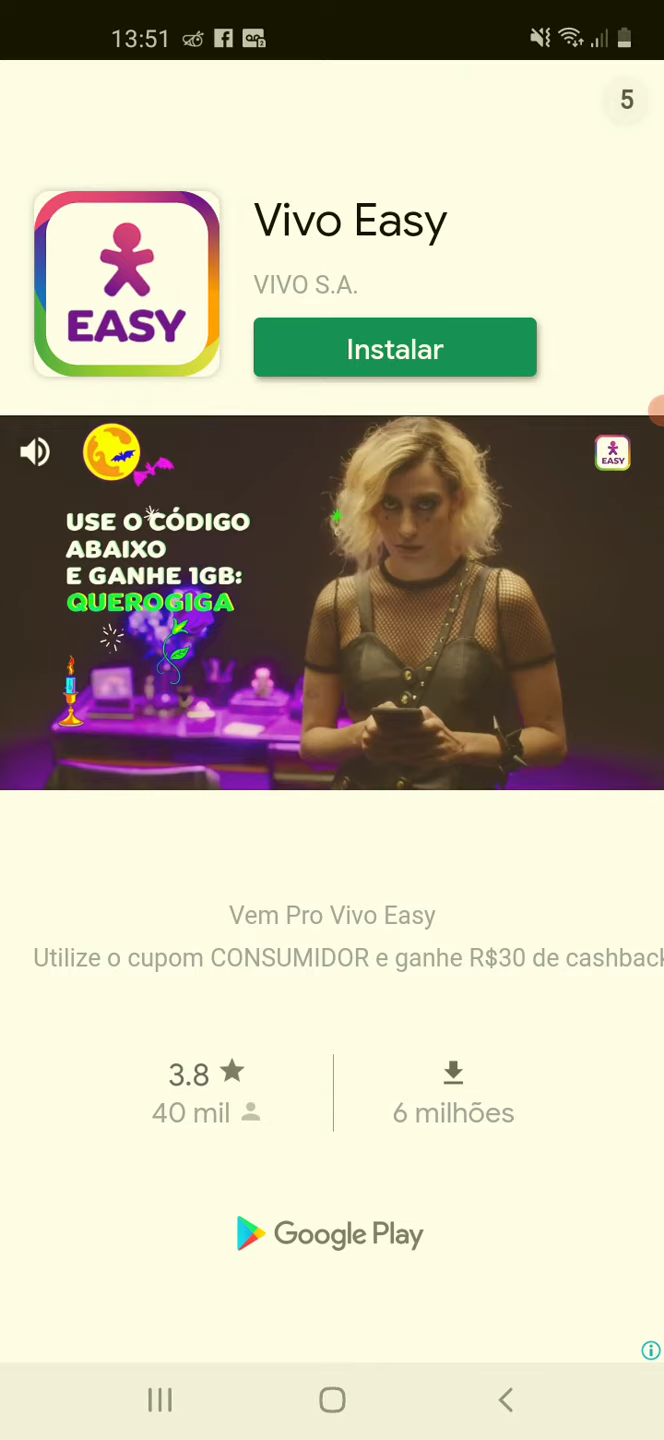 13:51
5
EASY
Vivo Easy
VIVO S.A.
Instalar
EASY
USE O CÓDIGO
ABAIXO
E GANHE 1GB:
QUEROGIGA
Vem Pro Vivo Easy
Utilize o cupom CONSUMIDOR e ganhe R$30 de cashback
3.8
40 mil
6 milhões
Google Play